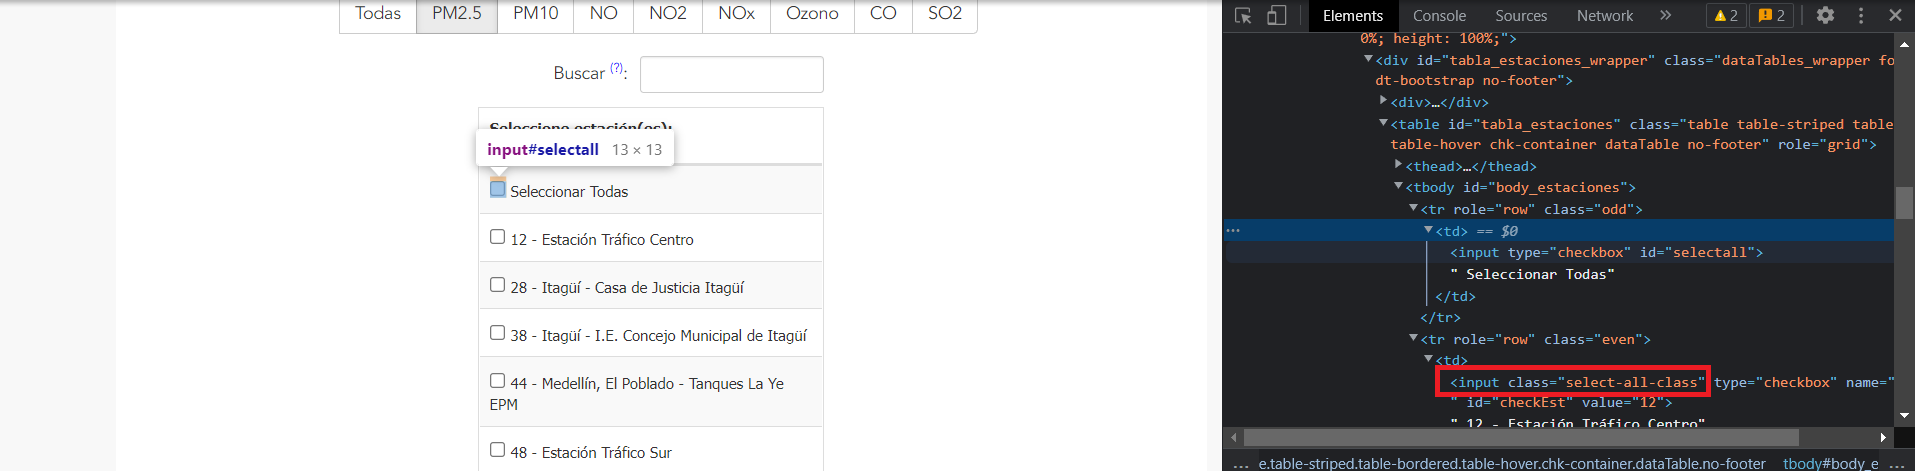 Todas PM2.5 PM10 NO NO2 NOx Ozono CO SO2
Buscar (?):
Seleccione estación(es):
input#selectall 13 × 13
Seleccionar Todas
12 - Estación Tráfico Centro
28 - Itagüí - Casa de Justicia Itagüí
38 - Itagüí - I.E. Concejo Municipal de Itagüí
44 - Medellín, El Poblado - Tanques La Ye
EPM
48 - Estación Tráfico Sur
Elements Console Sources Network » 2 2
0%; height: 100%;">
<div id="tabla_estaciones_wrapper" class="dataTables_wrapper fo
dt-bootstrap no-footer">
<div>…</div>
<table id="tabla_estaciones" class="table table-striped table
table-hover chk-container dataTable no-footer" role="grid">
<thead>…</thead>
<tbody id="body_estaciones">
<tr role="row" class="odd">
… <td> == $0
<input type="checkbox" id="selectall">
" Seleccionar Todas"
</td>
</tr>
<tr role="row" class="even">
<td>
<input class="select-all-class" type="checkbox" name="
" id="checkEst" value="12">
" 12 - Estación Tráfico Centro"
… e.table-striped.table-bordered.table-hover.chk-container.dataTable.no-footer tbody#body_e …